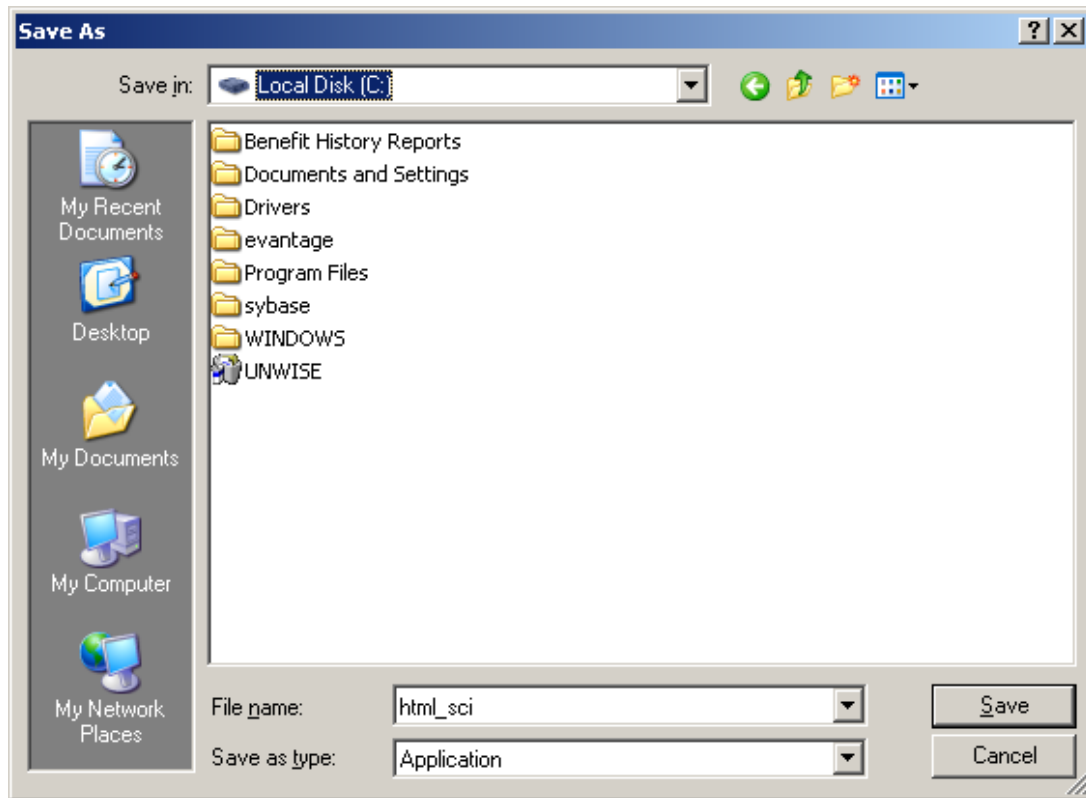 Save As
Save in:
Local Disk (C:)
My Recent
Documents
Desktop
My Documents
My Computer
My Network
Places
Benefit History Reports
Documents and Settings
Drivers
evantage
Program Files
sybase
WINDOWS
UNWISE
File name:
html_sci
Save
Save as type:
Application
Cancel